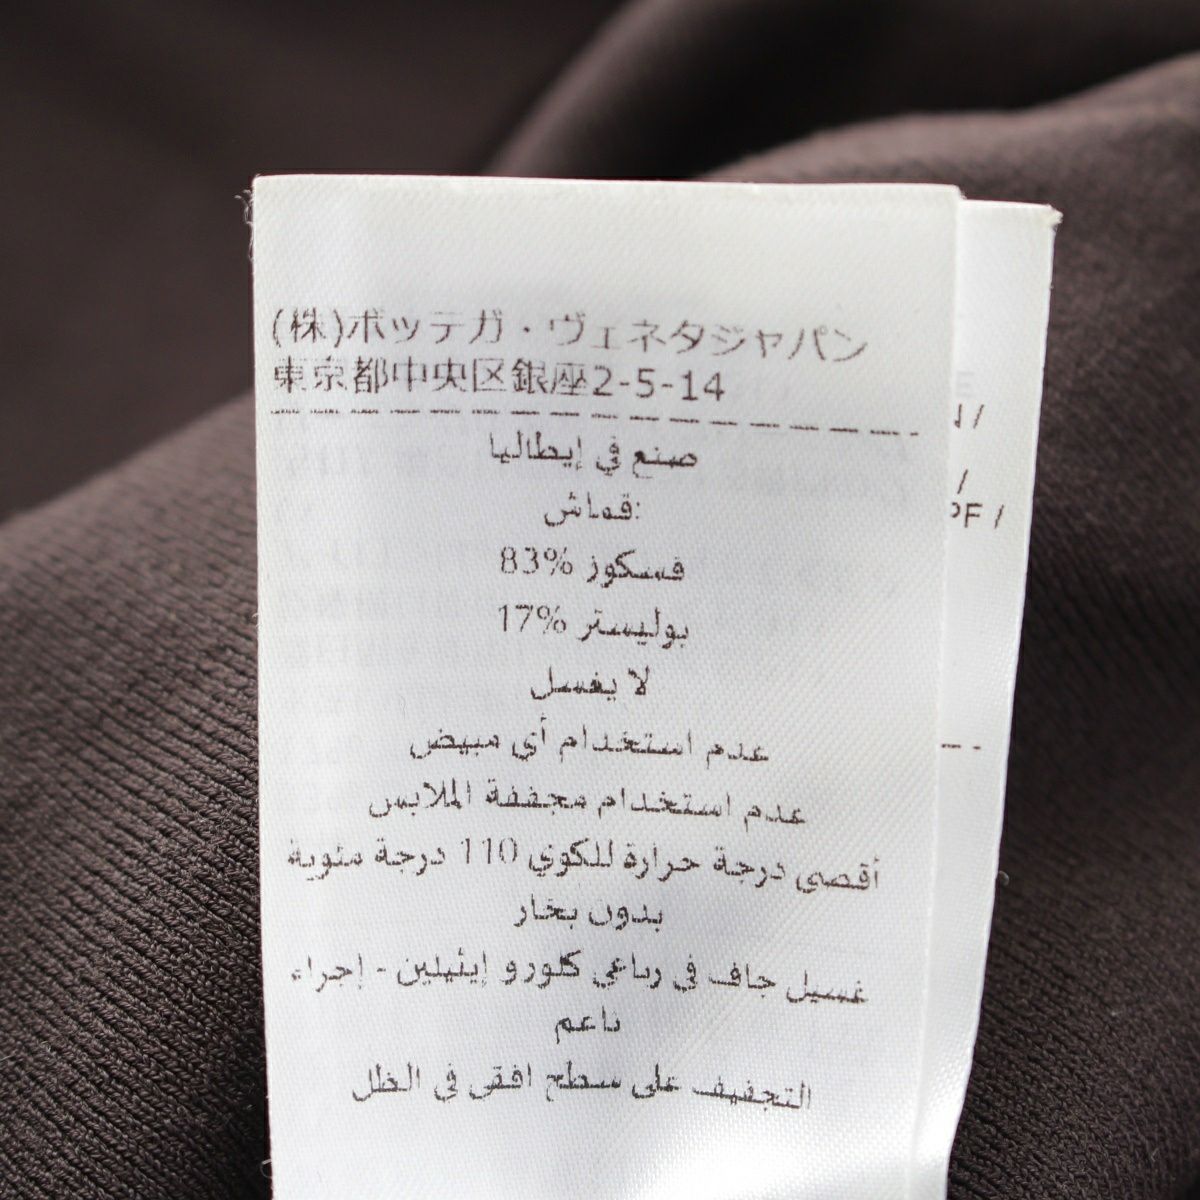 (株)ボッテガ・ヴェネタジャパン
東京都中央区銀座2-5-14
صنع في إيطاليا
قماش:
فسكوز 83%
بوليستر 17%
لا يغسل
عدم استخدام أي مبيض
عدم استخدام مجففة الملابس
أقصى درجة حرارة للكوي 110 درجة مئوية
بدون بخار
غسيل جاف في رباعي كلورو إيثيلين - إجراء
ناعم
التجفيف على سطح افقي في الظل
PF /